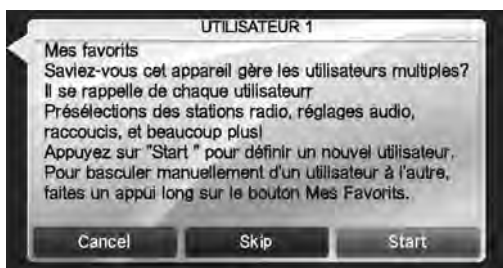 UTILISATEUR 1
Mes favorits
Saviez-vous cet appareil gère les utilisateurs multiples?
Il se rappelle de chaque utilisateurr
Présélections des stations radio, réglages audio,
raccoucis, et beaucoup plus!
Appuyez sur "Start " pour définir un nouvel utilisateur.
Pour basculer manuellement d'un utilisateur à l'autre,
faites un appui long sur le bouton Mes Favorits.
Cancel
Skip
Start